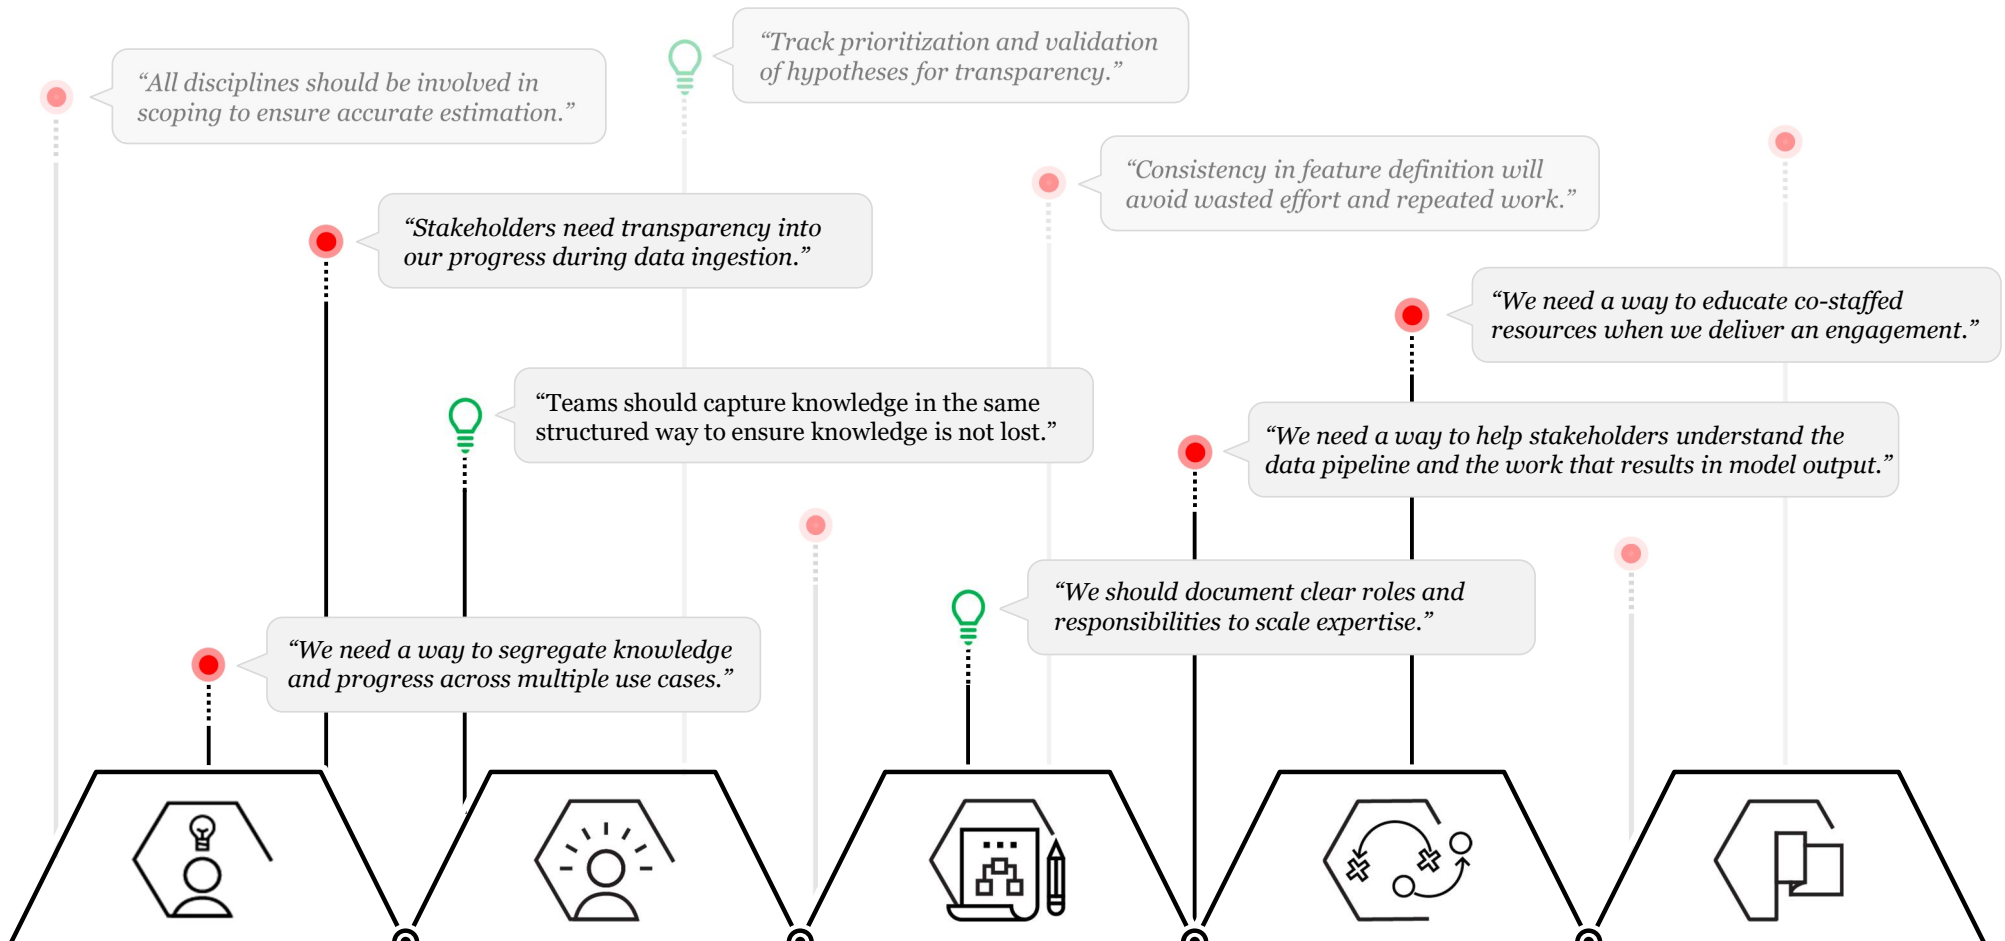 “Track prioritization and validation
of hypotheses for transparency.”
“All disciplines should be involved in
scoping to ensure accurate estimation.”
“Consistency in feature definition will
avoid wasted effort and repeated work.”
“Stakeholders need transparency into
our progress during data ingestion.”
“We need a way to educate co-staffed
resources when we deliver an engagement.”
“Teams should capture knowledge in the same
structured way to ensure knowledge is not lost.”
“We need a way to help stakeholders understand the
data pipeline and the work that results in model output.”
“We should document clear roles and
responsibilities to scale expertise.”
“We need a way to segregate knowledge
and progress across multiple use cases.”